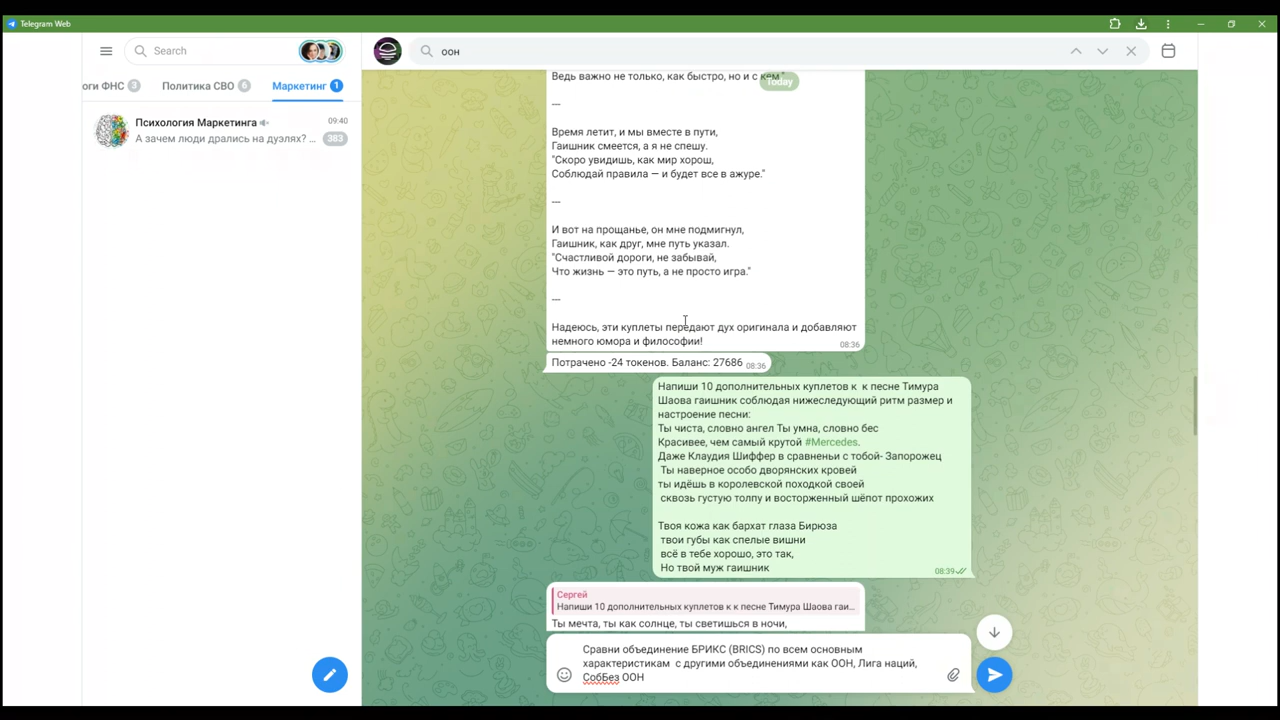 Telegram Web
Search
оон
оги ФНС 3
Политика СВО 6
Маркетинг 1
Психология Маркетинга
09:40
А зачем люди дрались на дуэлях? ...
383
Ведь важно не только, как быстро, но и с кем."
Today
---
Время летит, и мы вместе в пути,
Гаишник смеется, а я не спешу.
"Скоро увидишь, как мир хорош,
Соблюдай правила — и будет все в ажуре."
---
И вот на прощанье, он мне подмигнул,
Гаишник, как друг, мне путь указал.
"Счастливой дороги, не забывай,
Что жизнь — это путь, а не просто игра."
---
Надеюсь, эти куплеты передают дух оригинала и добавляют
немного юмора и философии!
08:36
Потрачено -24 токенов. Баланс: 27686 08:36
Напиши 10 дополнительных куплетов к к песне Тимура
Шаова гаишник соблюдая нижеследующий ритм размер и
настроение песни:
Ты чиста, словно ангел Ты умна, словно бес
Красивее, чем самый крутой #Mercedes.
Даже Клаудия Шиффер в сравненьи с тобой- Запорожец
Ты наверное особо дворянских кровей
ты идёшь в королевской походкой своей
сквозь густую толпу и восторженный шёпот прохожих
Твоя кожа как бархат глаза Бирюза
твои губы как спелые вишни
всё в тебе хорошо, это так,
Но твой муж гаишник
08:39
Сергей
Напиши 10 дополнительных куплетов к к песне Тимура Шаова гаи...
Ты мечта, ты как солнце, ты светишься в ночи,
Сравни объединение БРИКС (BRICS) по всем основным
характеристикам с другими объединениями как ООН, Лига наций,
СобБез ООН